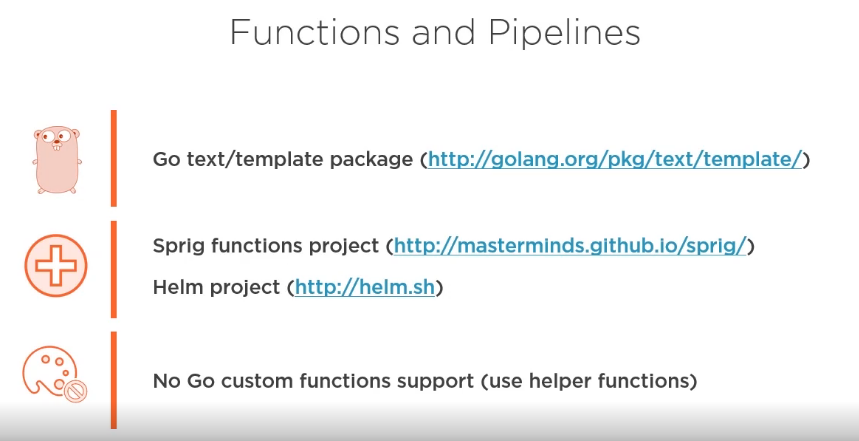 Functions and Pipelines
Go text/template package (http://golang.org/pkg/text/template/)
Sprig functions project (http://masterminds.github.io/sprig/)
Helm project (http://helm.sh)
No Go custom functions support (use helper functions)